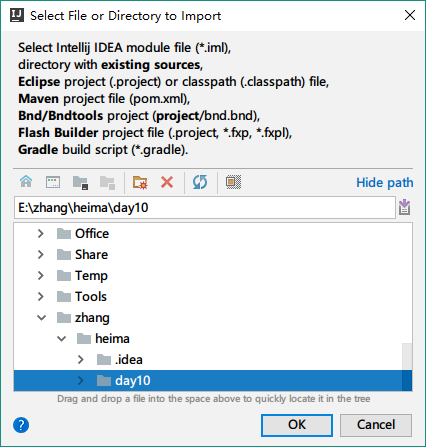 Select File or Directory to Import
Select Intellij IDEA module file (*.iml),
directory with existing sources,
Eclipse project (.project) or classpath (.classpath) file,
Maven project file (pom.xml),
Bnd/Bndtools project (project/bnd.bnd),
Flash Builder project file (.project, *.fxp, *.fxpl),
Gradle build script (*.gradle).
Hide path
E:\zhang\heima\day10
Office
Share
Temp
Tools
zhang
heima
.idea
day10
Drag and drop a file into the space above to quickly locate it in the tree
? OK Cancel